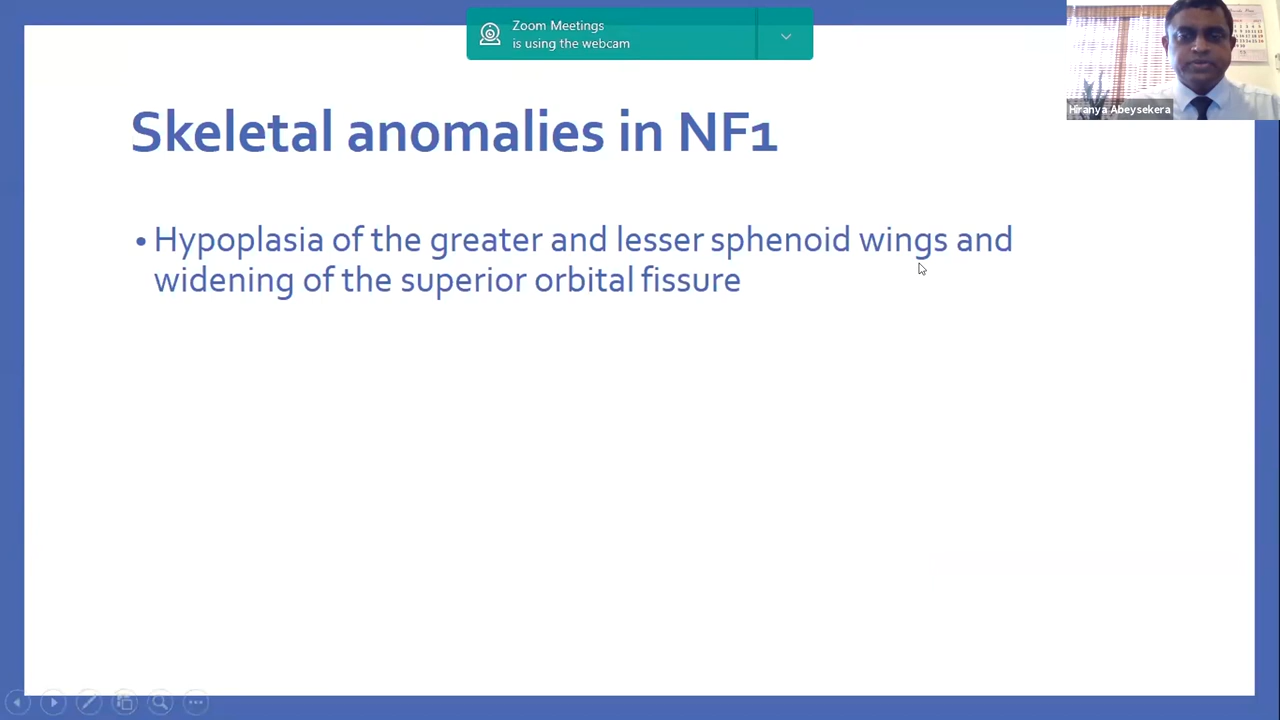 Zoom Meetings
is using the webcam
Hiranya Abeysekera
Skeletal anomalies in NF1
• Hypoplasia of the greater and lesser sphenoid wings and
widening of the superior orbital fissure